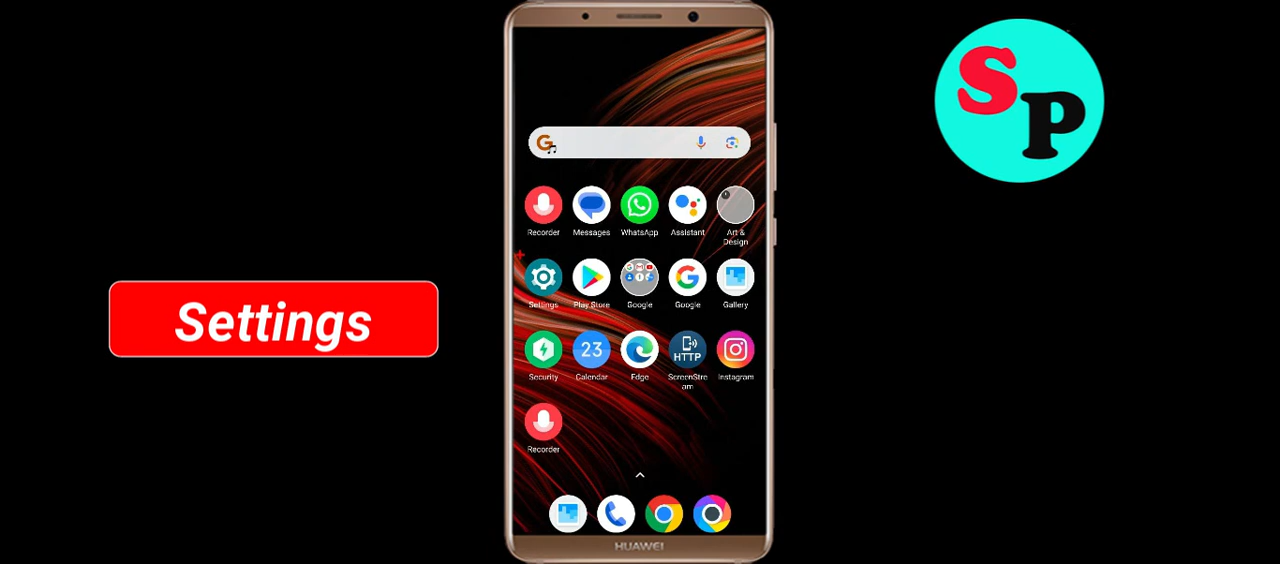 SP
Recorder
Messages
WhatsApp
Assistant
Art &
Design
Settings
Play Store
Google
Google
Gallery
Settings
Security
23
Calendar
Edge
HTTP
ScreenStre
am
Instagram
Recorder
HUAWEI